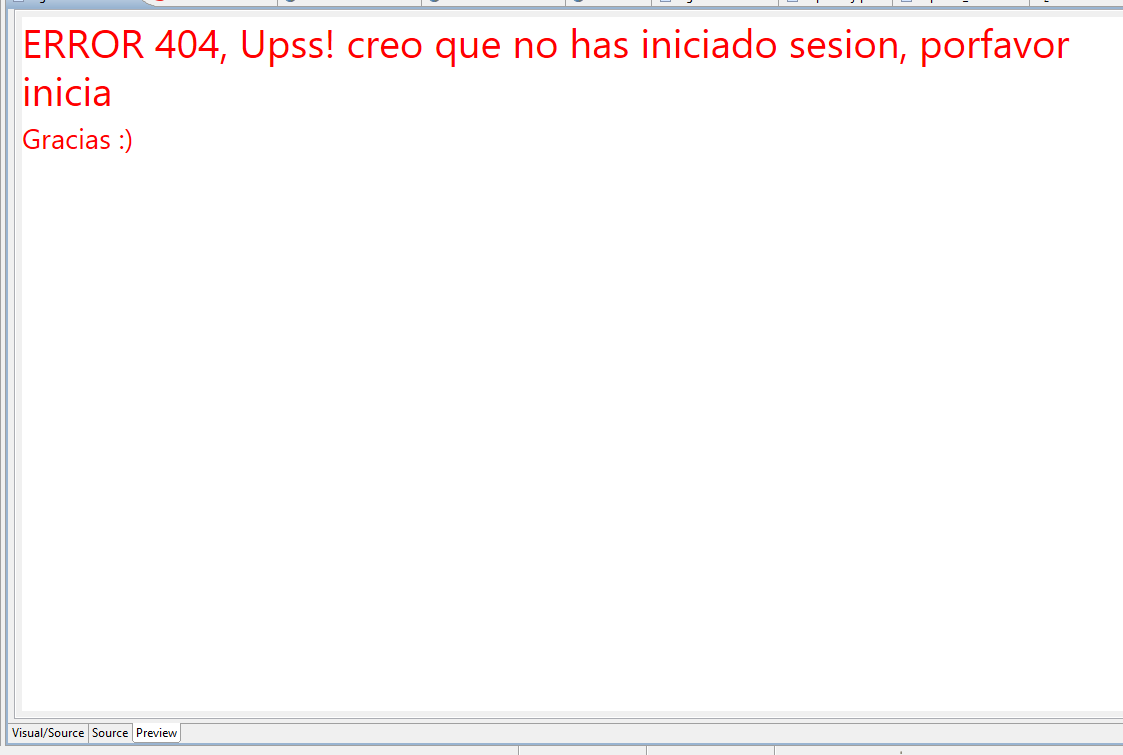 ERROR 404, Upss! creo que no has iniciado sesion, porfavor
inicia
Gracias :)
Visual/Source Source Preview